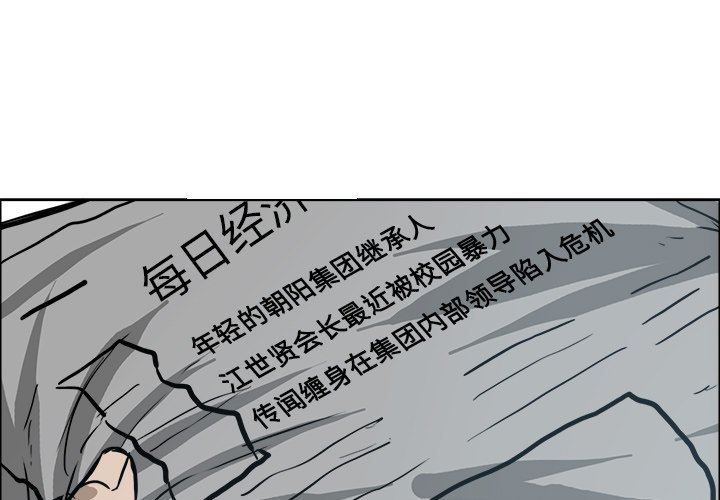 每日经济
年轻的朝阳集团继承人
江世贤会长最近被校园暴力
传闻缠身在集团内部领导陷入危机